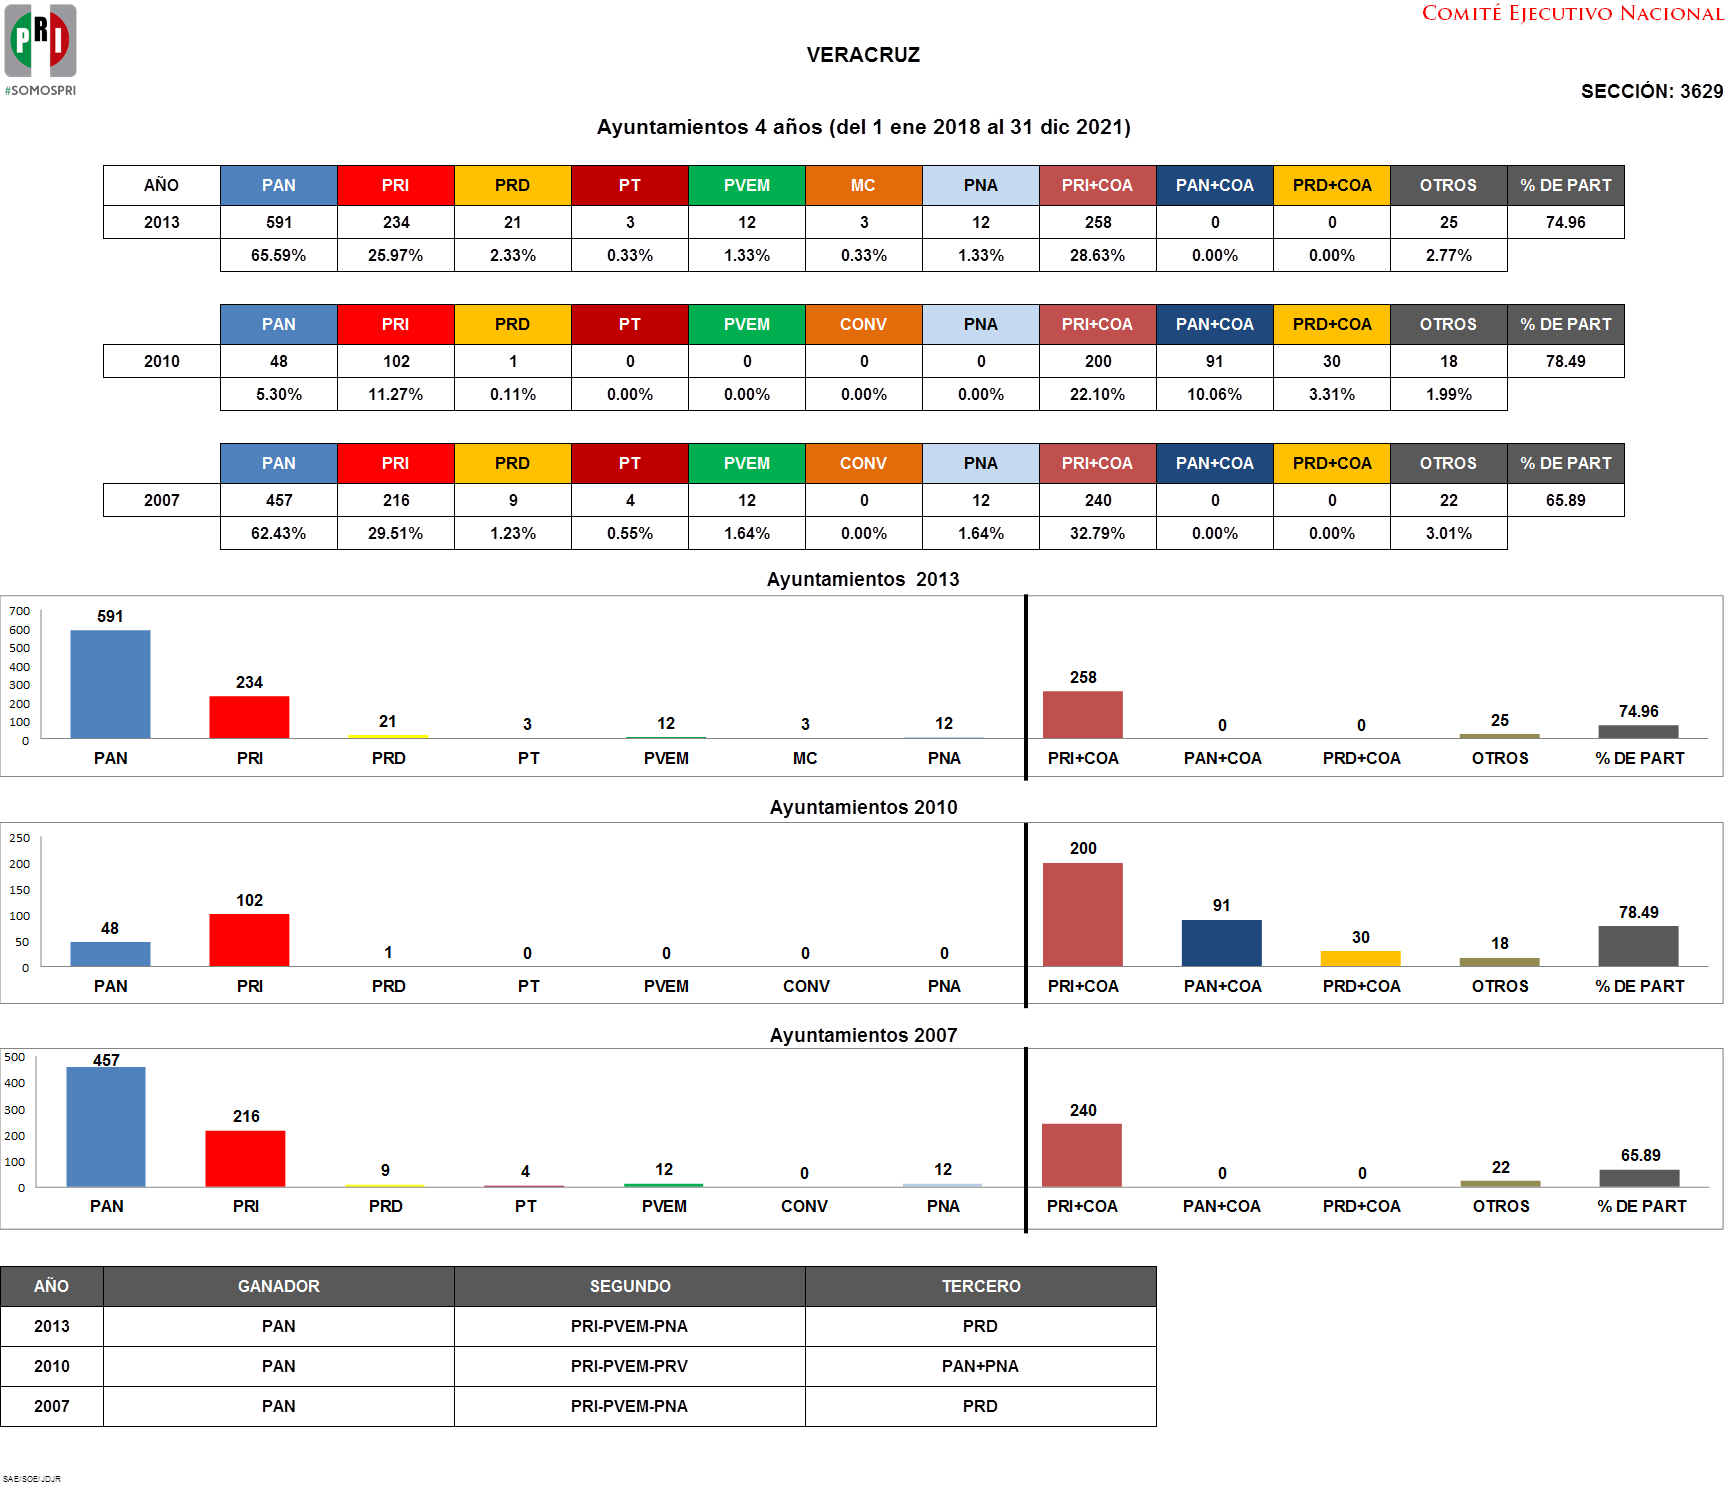 COMITÉ EJECUTIVO NACIONAL
PRI
#SOMOSPRI
VERACRUZ
SECCIÓN: 3629
Ayuntamientos 4 años (del 1 ene 2018 al 31 dic 2021)
AÑO PAN PRI PRD PT PVEM MC PNA PRI+COA PAN+COA PRD+COA OTROS % DE PART
2013 591 234 21 3 12 3 12 258 0 0 25 74.96
65.59% 25.97% 2.33% 0.33% 1.33% 0.33% 1.33% 28.63% 0.00% 0.00% 2.77%
PAN PRI PRD PT PVEM CONV PNA PRI+COA PAN+COA PRD+COA OTROS % DE PART
2010 48 102 1 0 0 0 0 200 91 30 18 78.49
5.30% 11.27% 0.11% 0.00% 0.00% 0.00% 0.00% 22.10% 10.06% 3.31% 1.99%
PAN PRI PRD PT PVEM CONV PNA PRI+COA PAN+COA PRD+COA OTROS % DE PART
2007 457 216 9 4 12 0 12 240 0 0 22 65.89
62.43% 29.51% 1.23% 0.55% 1.64% 0.00% 1.64% 32.79% 0.00% 0.00% 3.01%
Ayuntamientos 2013
700
600
500
400
300
200
100
0
591 234 21 3 12 3 12 258 0 0 25 74.96
PAN PRI PRD PT PVEM MC PNA PRI+COA PAN+COA PRD+COA OTROS % DE PART
Ayuntamientos 2010
250
200
150
100
50
0
48 102 1 0 0 0 0 200 91 30 18 78.49
PAN PRI PRD PT PVEM CONV PNA PRI+COA PAN+COA PRD+COA OTROS % DE PART
Ayuntamientos 2007
500
400
300
200
100
0
457 216 9 4 12 0 12 240 0 0 22 65.89
PAN PRI PRD PT PVEM CONV PNA PRI+COA PAN+COA PRD+COA OTROS % DE PART
AÑO GANADOR SEGUNDO TERCERO
2013 PAN PRI-PVEM-PNA PRD
2010 PAN PRI-PVEM-PRV PAN+PNA
2007 PAN PRI-PVEM-PNA PRD
SAE/SOE/JDJR